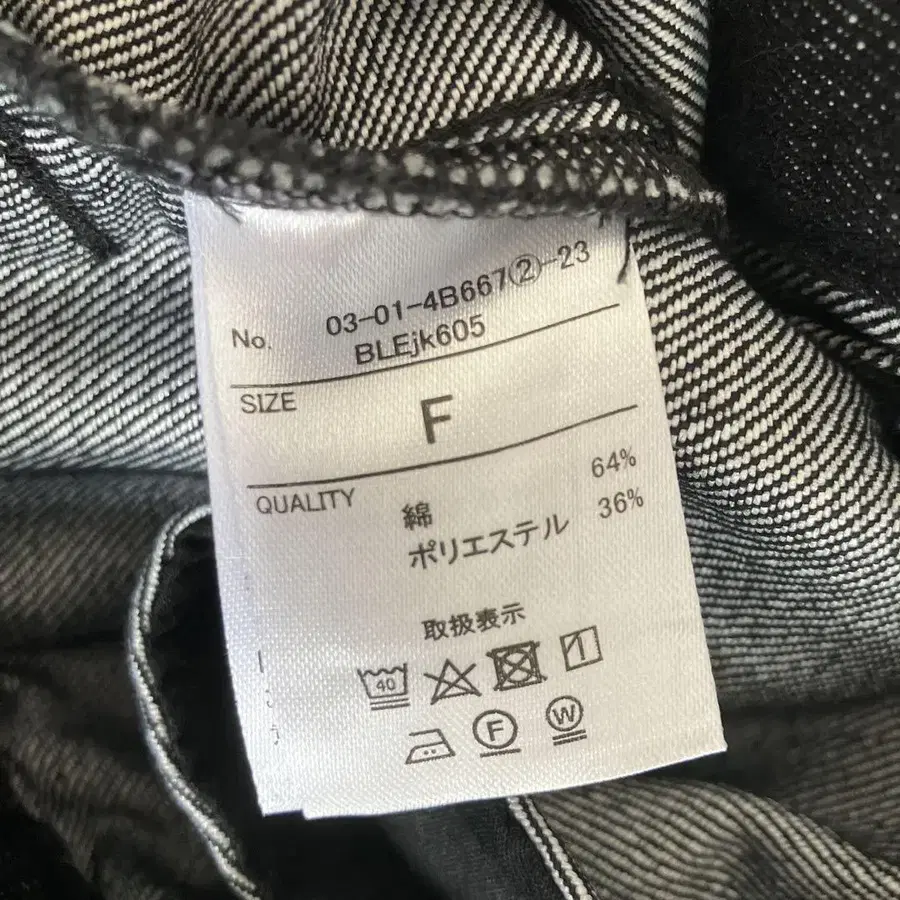 No. 03-01-4B667②-23
BLEjk605
SIZE F
QUALITY
綿 64%
ポリエステル 36%
取扱表示
40
F W